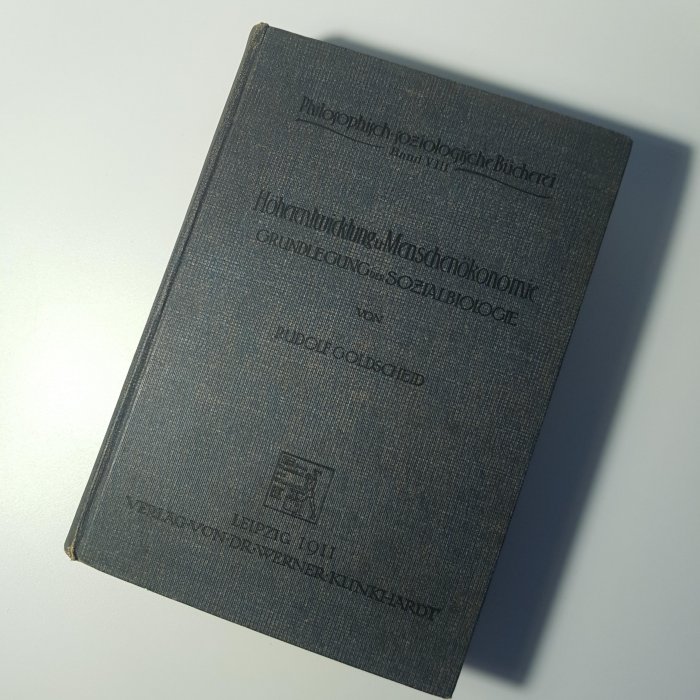 Philosophisch-soziologische Bücherei
Band VIII
Höherentwicklung u. Menschenökonomie
GRUNDLEGUNG DER SOZIALBIOLOGIE
VON
RUDOLF GOLDSCHEID
LEIPZIG 1911
VERLAG·VON·DR·WERNER·KLINKHARDT